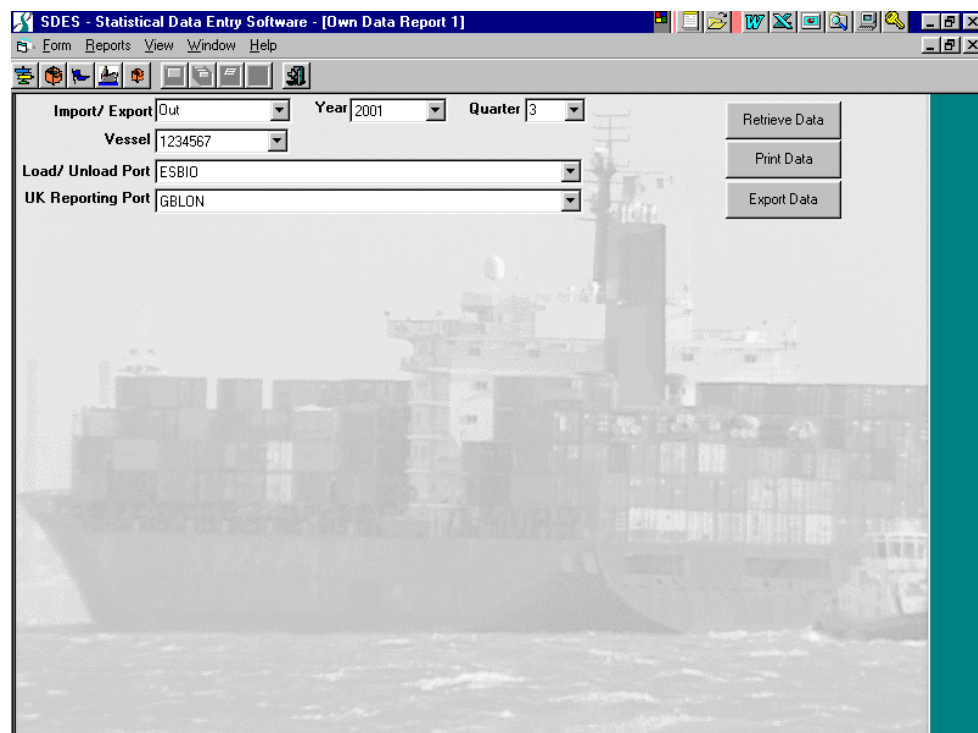 SDES - Statistical Data Entry Software - [Own Data Report 1]
Form Reports View Window Help
Import/ Export Out Year 2001 Quarter 3
Retrieve Data
Vessel 1234567
Print Data
Load/ Unload Port ESBIO
UK Reporting Port GBLON
Export Data